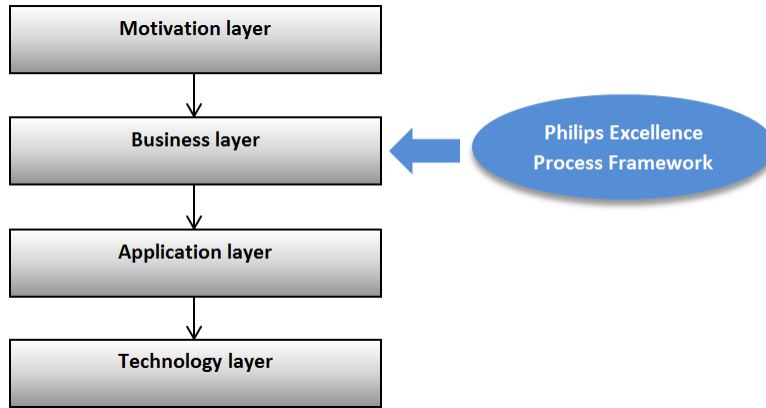 Motivation layer
Business layer
Philips Excellence
Process Framework
Application layer
Technology layer